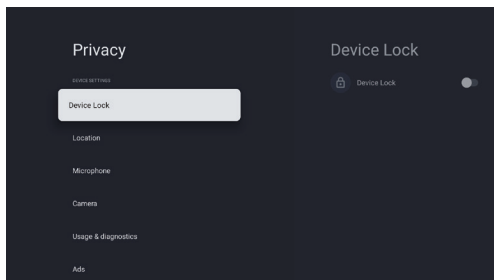 Privacy
DEVICE SETTINGS
Device Lock
Location
Microphone
Camera
Usage & diagnostics
Ads
Device Lock
Device Lock